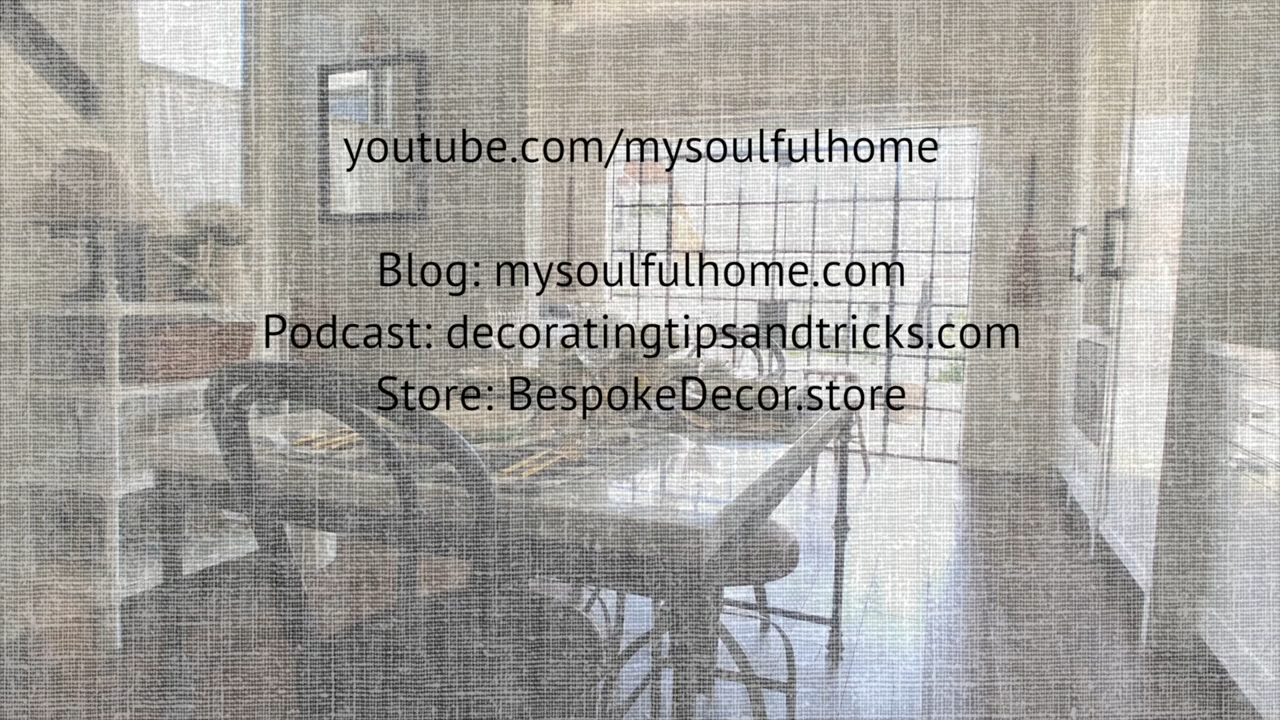 youtube.com/mysoulfulhome
Blog: mysoulfulhome.com
Podcast: decoratingtipsandtricks.com
Store: BespokeDecor.store